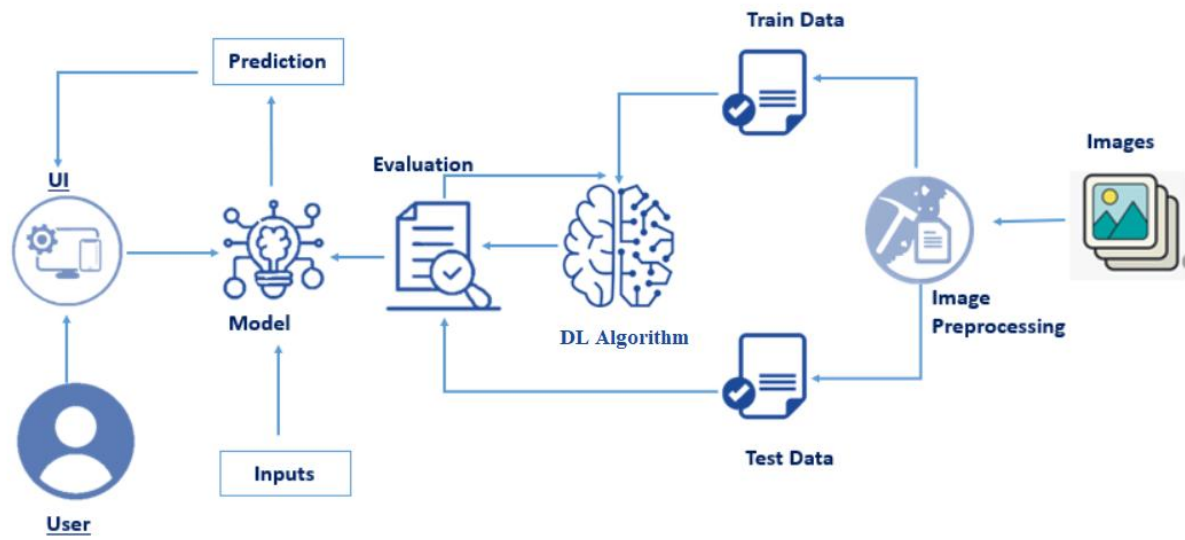 Train Data
Prediction
Images
Evaluation
UI
Image
Preprocessing
Model
DL Algorithm
Inputs
Test Data
User